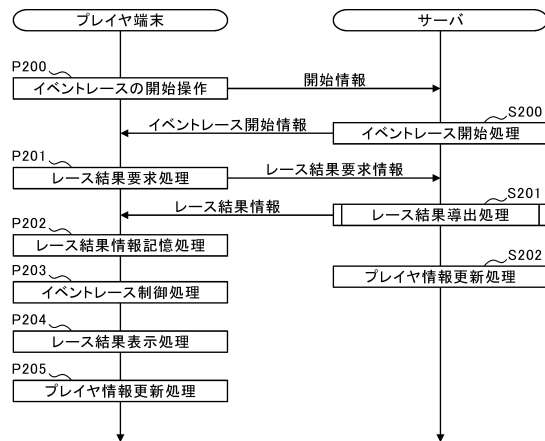 プレイヤ端末
サーバ
P200
イベントレースの開始操作
開始情報
S200
イベントレース開始情報
イベントレース開始処理
P201
レース結果要求処理
レース結果要求情報
S201
レース結果情報
レース結果導出処理
P202
レース結果情報記憶処理
S202
プレイヤ情報更新処理
P203
イベントレース制御処理
P204
レース結果表示処理
P205
プレイヤ情報更新処理